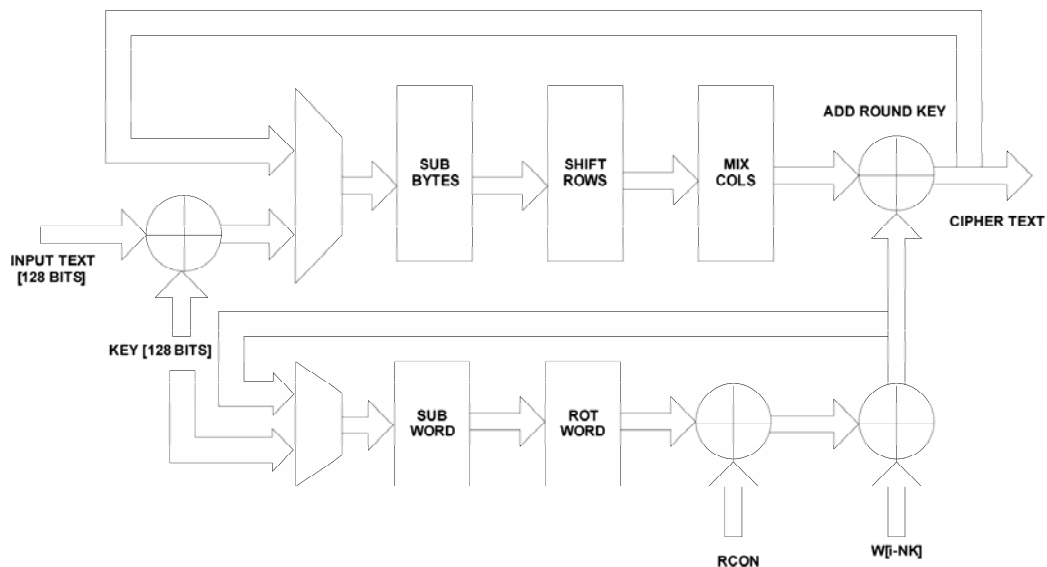 ADD ROUND KEY
SUB
BYTES
SHIFT
ROWS
MIX
COLS
CIPHER TEXT
INPUT TEXT
[128 BITS]
KEY [128 BITS]
SUB
WORD
ROT
WORD
RCON
W[i-NK]